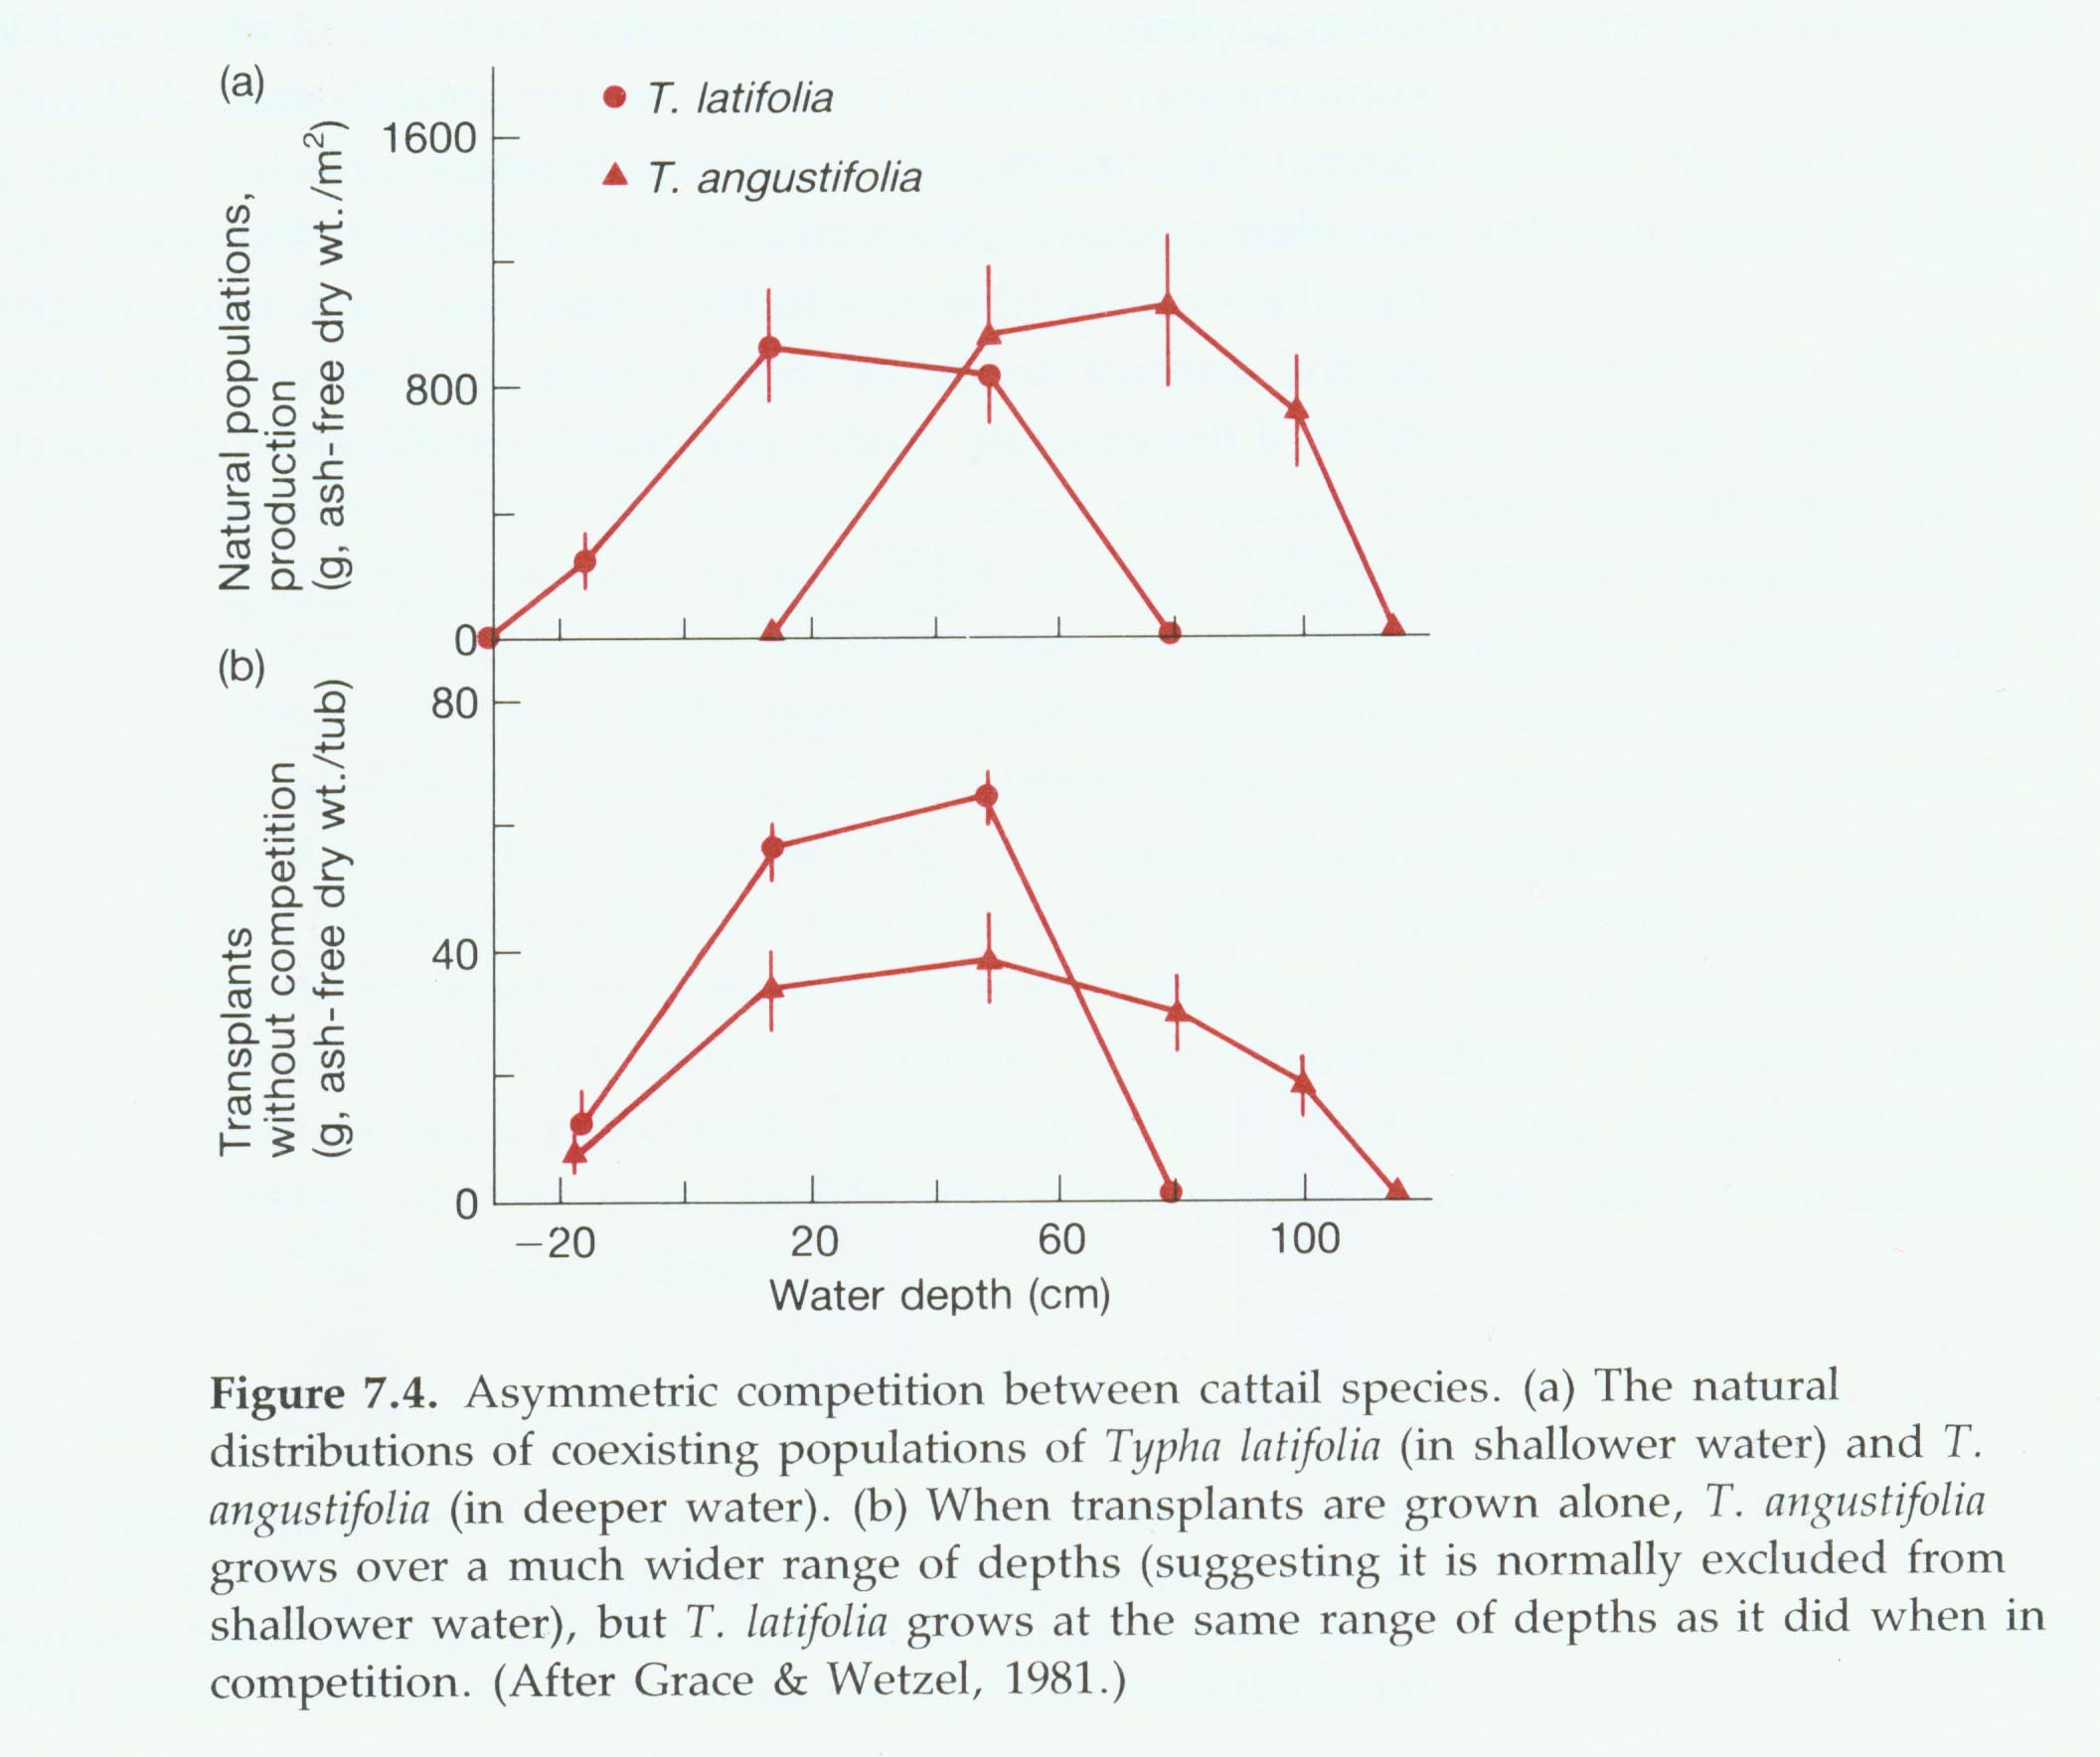 (a)
T. latifolia
T. angustifolia
1600
800
0
Natural populations,
production
(g, ash-free dry wt./m²)
(b)
80
40
0
Transplants
without competition
(g, ash-free dry wt./tub)
−20 20 60 100
Water depth (cm)
Figure 7.4. Asymmetric competition between cattail species. (a) The natural
distributions of coexisting populations of Typha latifolia (in shallower water) and T.
angustifolia (in deeper water). (b) When transplants are grown alone, T. angustifolia
grows over a much wider range of depths (suggesting it is normally excluded from
shallower water), but T. latifolia grows at the same range of depths as it did when in
competition. (After Grace & Wetzel, 1981.)